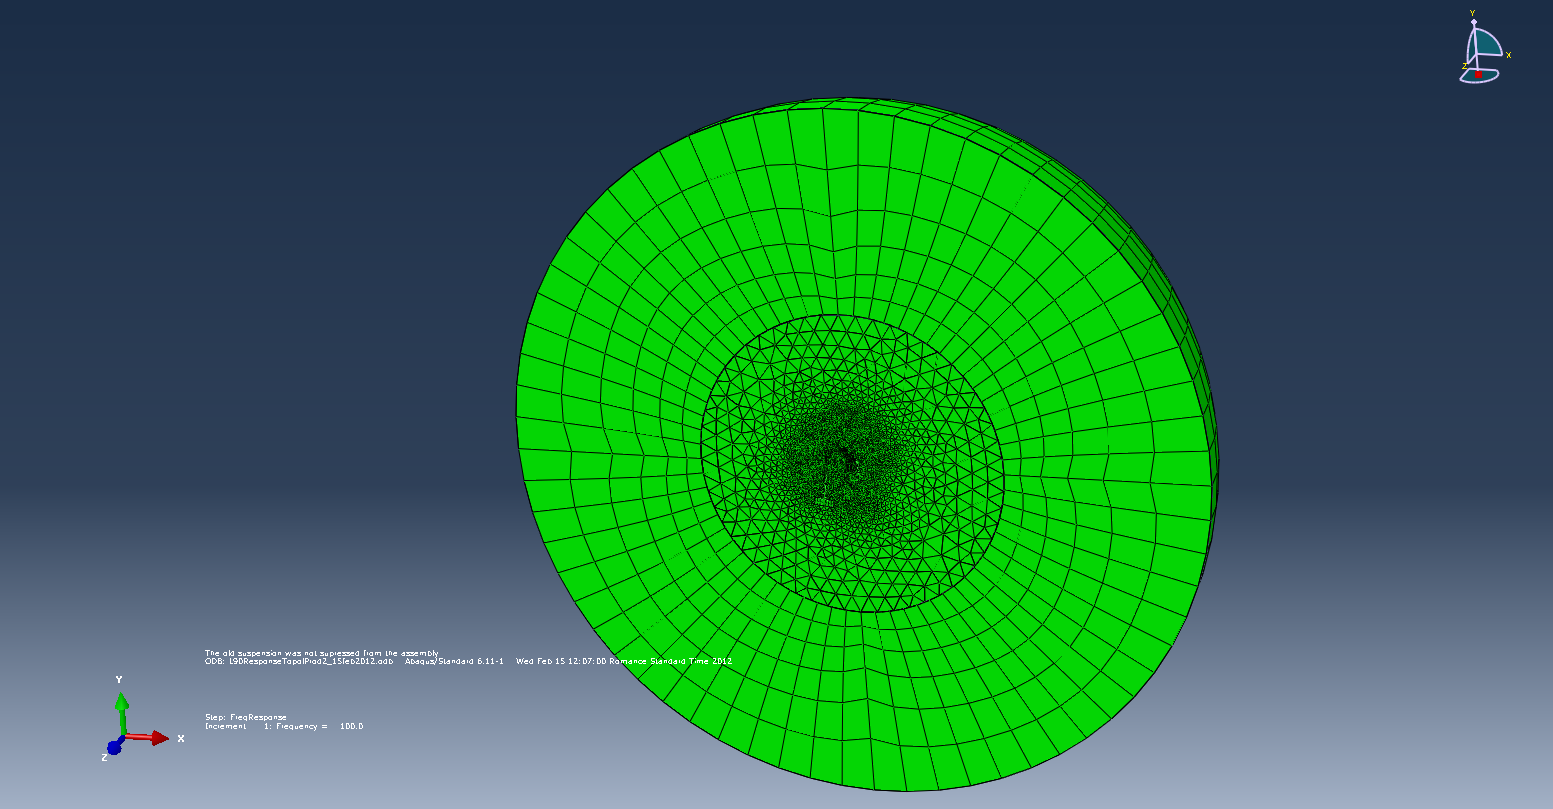 Y
X
Z
The old suspension was not supressed from the assembly
ODB: L90ResponseTopolProd2_15feb2012.odb Abaqus/Standard 6.11-1 Wed Feb 15 12:07:00 Romance Standard Time 2012
Y
Step: FreqResponse
Increment 1: Frequency = 100.0
X
Z